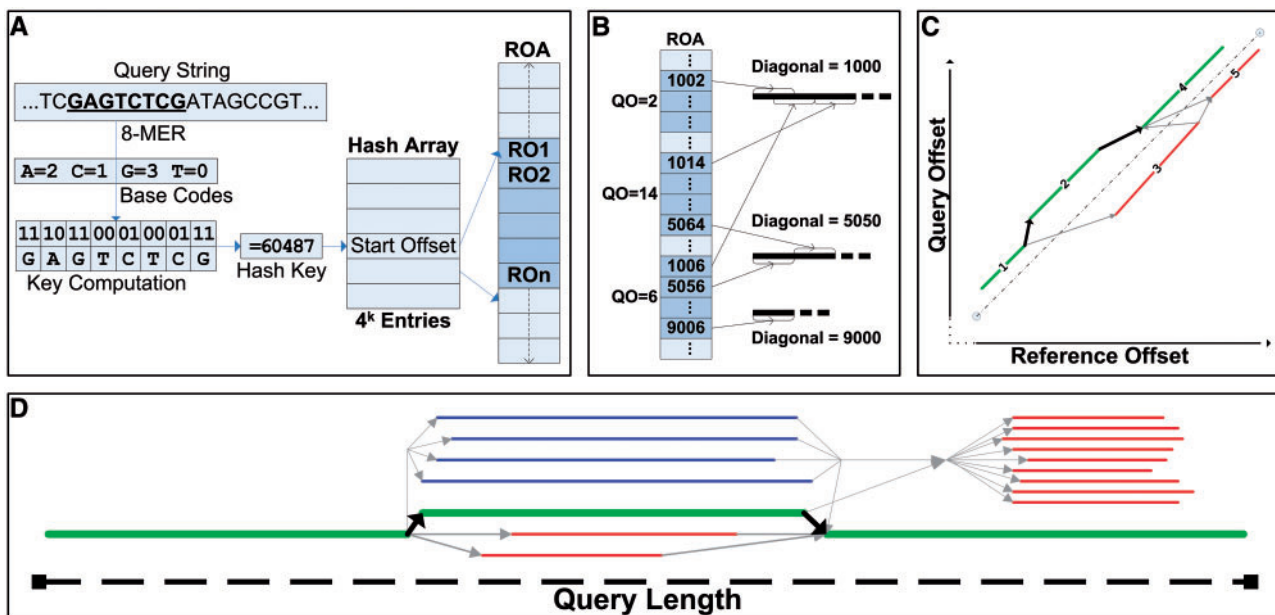 A
Query String
...TCGAGTCTCGATAGCCGT...
8-MER
A=2 C=1 G=3 T=0
Base Codes
11 10 11 00 01 00 01 11
G A G T C T C G
Key Computation
=60487
Hash Key
Hash Array
Start Offset
4ᵏ Entries
ROA
RO1
RO2
ROn
B
ROA
⋮
1002
⋮
⋮
1014
⋮
⋮
5064
⋮
1006
5056
⋮
9006
⋮
QO=2
QO=14
QO=6
Diagonal = 1000
Diagonal = 5050
Diagonal = 9000
C
Query Offset
Reference Offset
1
2
3
4
5
D
Query Length